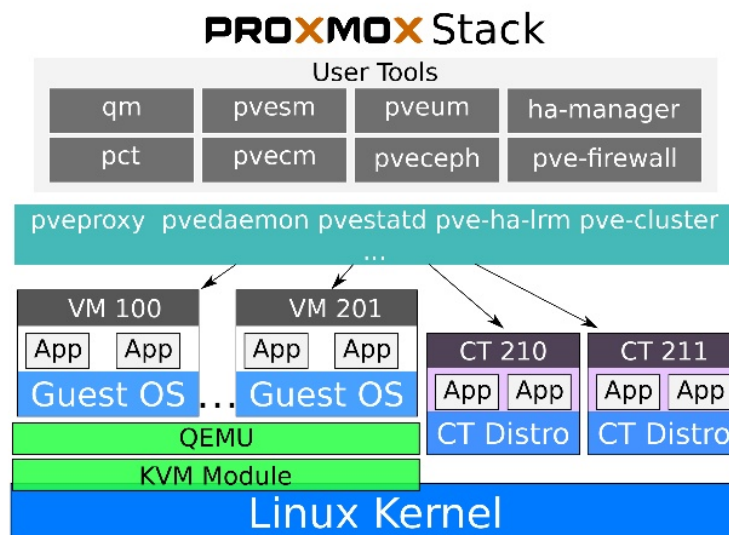 PROXMOX Stack
User Tools
qm pvesm pveum ha-manager
pct pvecm pveceph pve-firewall
pveproxy pvedaemon pvestatd pve-ha-lrm pve-cluster
...
VM 100 VM 201
App App App App
Guest OS ... Guest OS
CT 210 CT 211
App App App App
CT Distro CT Distro
QEMU
KVM Module
Linux Kernel